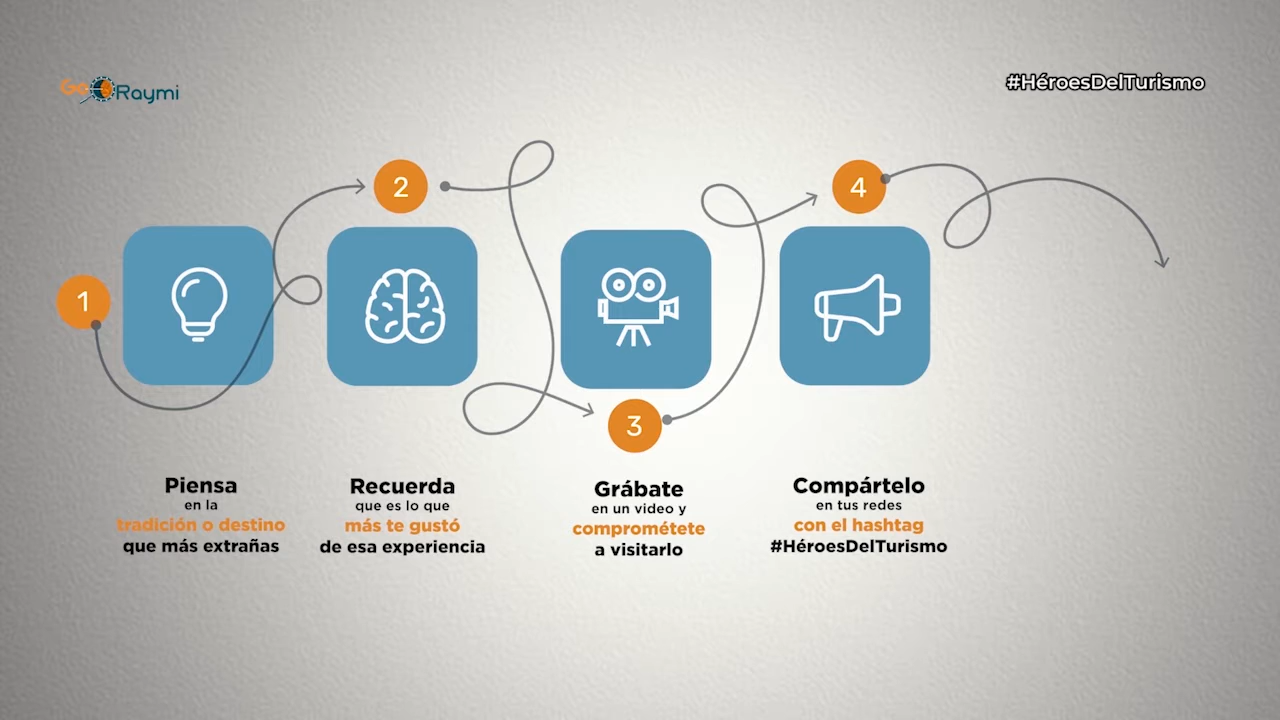 GeoRaymi
#HéroesDelTurismo
1
Piensa
en la
tradición o destino
que más extrañas
2
Recuerda
que es lo que
más te gustó
de esa experiencia
3
Grábate
en un video y
comprométete
a visitarlo
4
Compártelo
en tus redes
con el hashtag
#HéroesDelTurismo